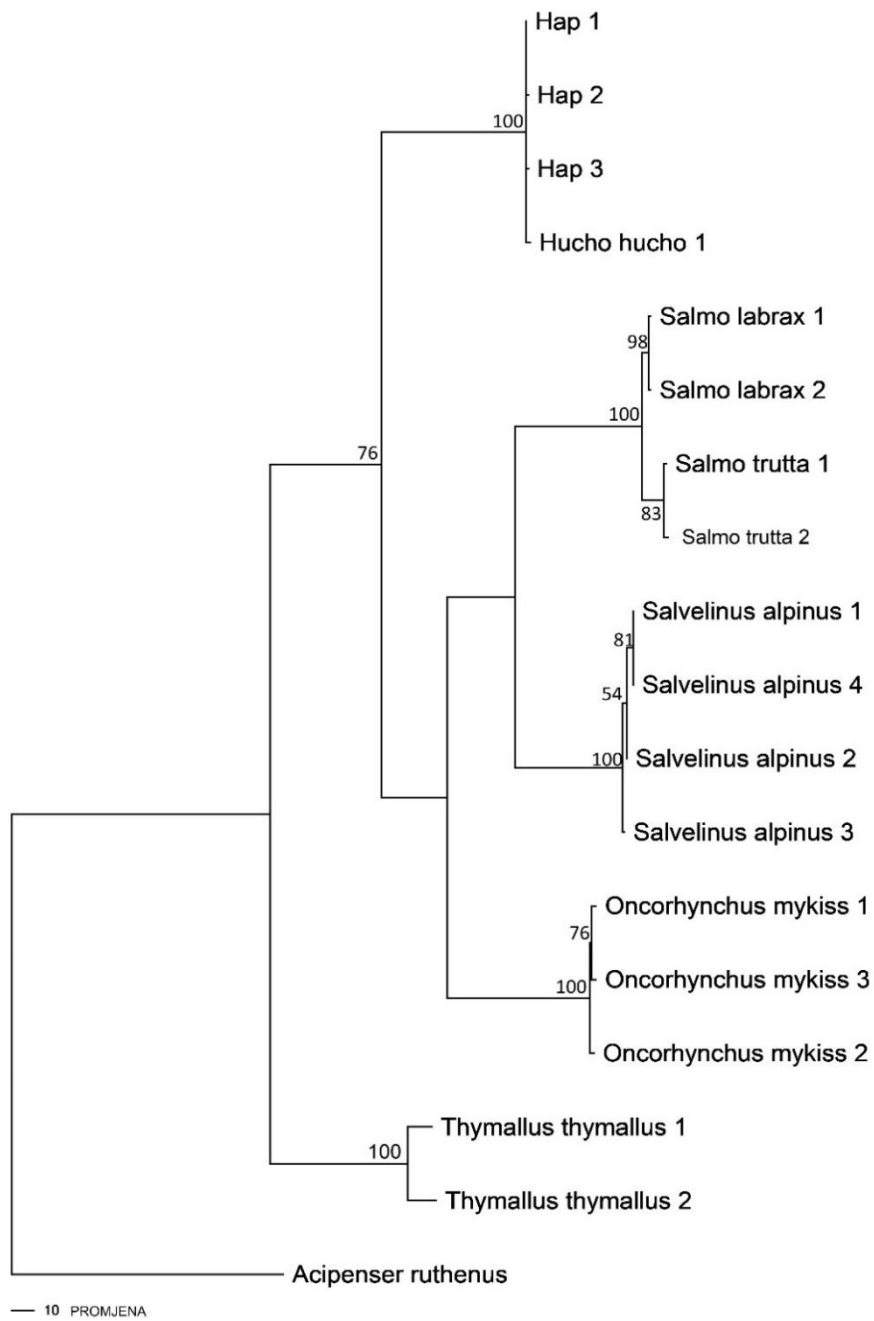 Hap 1
Hap 2
100
Hap 3
Hucho hucho 1
Salmo labrax 1
98
Salmo labrax 2
100
76
Salmo trutta 1
83
Salmo trutta 2
Salvelinus alpinus 1
81
Salvelinus alpinus 4
54
100
Salvelinus alpinus 2
Salvelinus alpinus 3
Oncorhynchus mykiss 1
76
Oncorhynchus mykiss 3
100
Oncorhynchus mykiss 2
Thymallus thymallus 1
100
Thymallus thymallus 2
Acipenser ruthenus
10 PROMJENA